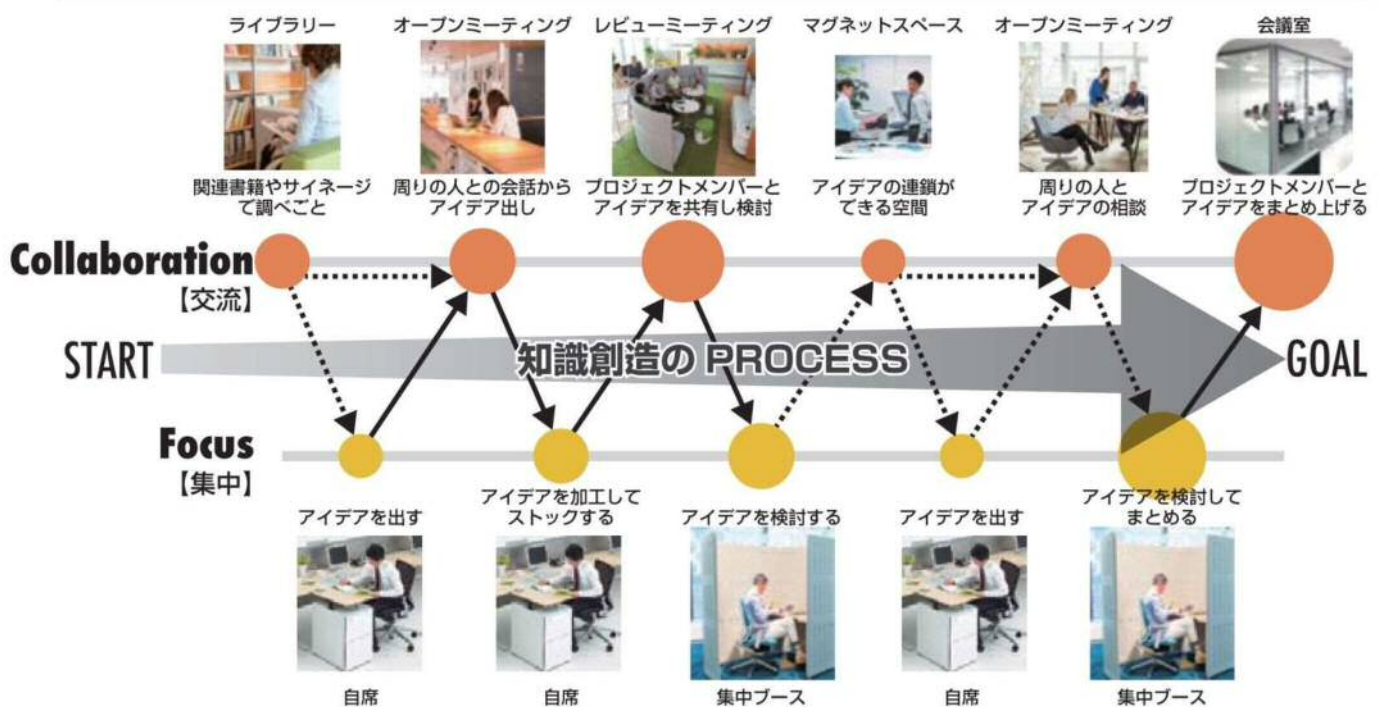 ライブラリー
オープンミーティング
レビューミーティング
マグネットスペース
オープンミーティング
会議室
関連書籍やサイネージ
で調べごと
周りの人との会話から
アイデア出し
プロジェクトメンバーと
アイデアを共有し検討
アイデアの連鎖が
できる空間
周りの人と
アイデアの相談
プロジェクトメンバーと
アイデアをまとめ上げる
Collaboration
【交流】
START
知識創造の PROCESS
GOAL
Focus
【集中】
アイデアを出す
アイデアを加工して
ストックする
アイデアを検討する
アイデアを出す
アイデアを検討して
まとめる
自席
自席
集中ブース
自席
集中ブース